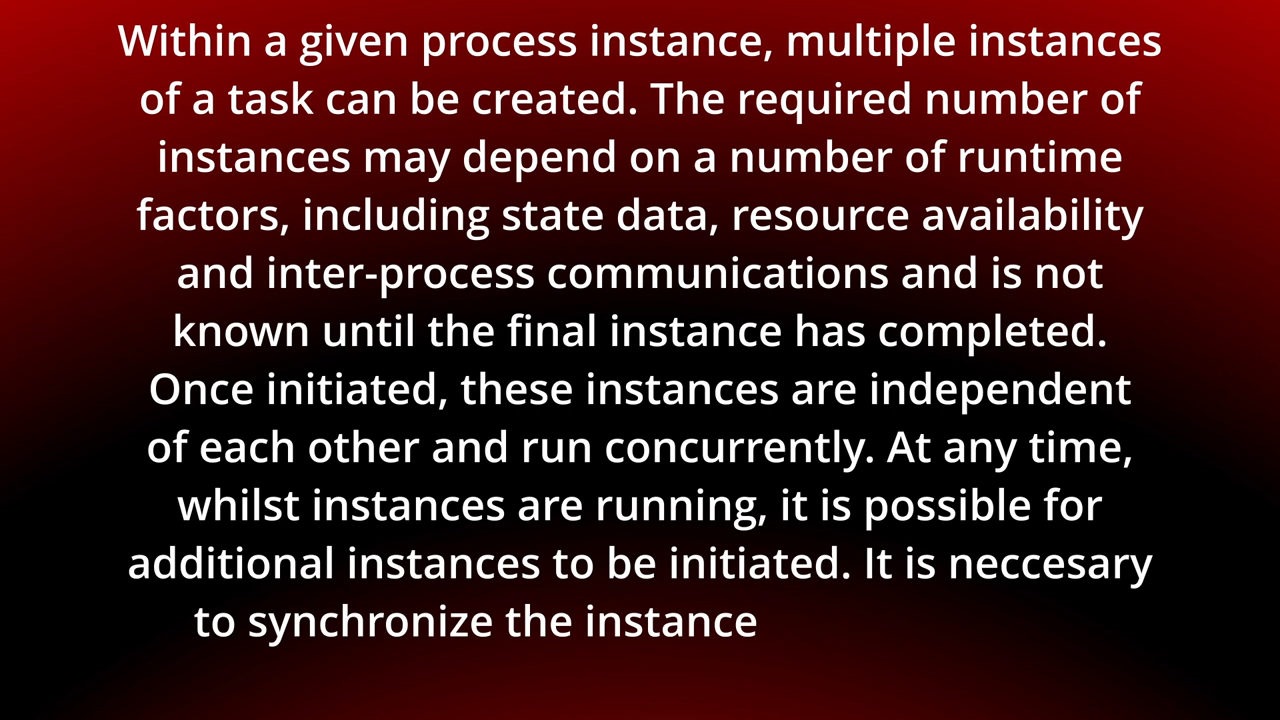 Within a given process instance, multiple instances
of a task can be created. The required number of
instances may depend on a number of runtime
factors, including state data, resource availability
and inter-process communications and is not
known until the final instance has completed.
Once initiated, these instances are independent
of each other and run concurrently. At any time,
whilst instances are running, it is possible for
additional instances to be initiated. It is neccesary
to synchronize the instance